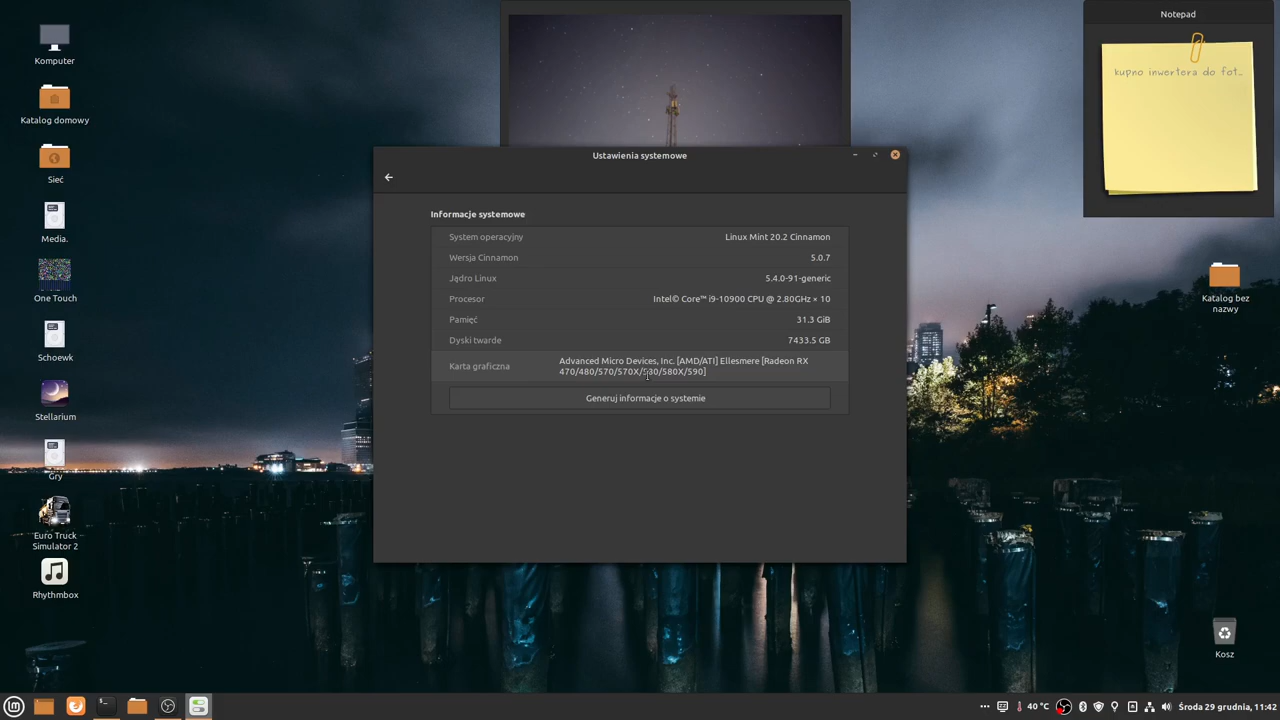 Notepad
kupno inwertera do fot..
Komputer
Katalog domowy
Sieć
Media.
One Touch
Schoewk
Stellarium
Gry
Euro Truck
Simulator 2
Rhythmbox
Ustawienia systemowe
Informacje systemowe
System operacyjny
Linux Mint 20.2 Cinnamon
Wersja Cinnamon
5.0.7
Jądro Linux
5.4.0-91-generic
Procesor
Intel© Core™ i9-10900 CPU @ 2.80GHz × 10
Pamięć
31.3 GiB
Dyski twarde
7433.5 GB
Karta graficzna
Advanced Micro Devices, Inc. [AMD/ATI] Ellesmere [Radeon RX
470/480/570/570X/580/580X/590]
Generuj informacje o systemie
Katalog bez
nazwy
Kosz
40 °C
Środa 29 grudnia, 11:42